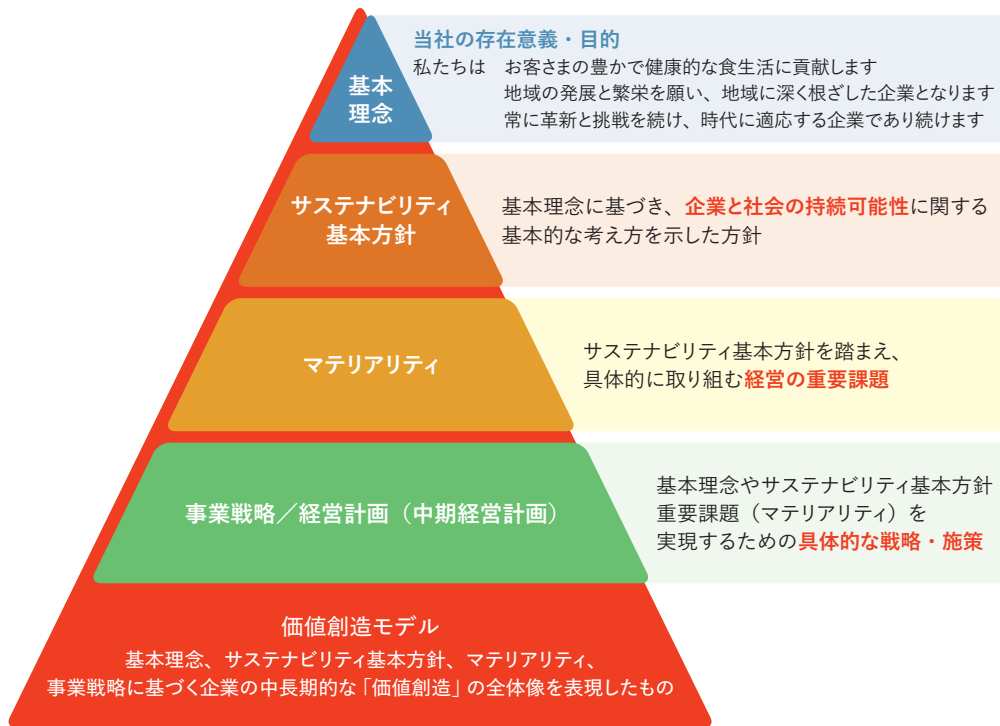 基本
理念
当社の存在意義・目的
私たちは　お客さまの豊かで健康的な食生活に貢献します
地域の発展と繁栄を願い、地域に深く根ざした企業となります
常に革新と挑戦を続け、時代に適応する企業であり続けます
サステナビリティ
基本方針
基本理念に基づき、企業と社会の持続可能性に関する
基本的な考え方を示した方針
マテリアリティ
サステナビリティ基本方針を踏まえ、
具体的に取り組む経営の重要課題
事業戦略／経営計画（中期経営計画）
基本理念やサステナビリティ基本方針
重要課題（マテリアリティ）を
実現するための具体的な戦略・施策
価値創造モデル
基本理念、サステナビリティ基本方針、マテリアリティ、
事業戦略に基づく企業の中長期的な「価値創造」の全体像を表現したもの